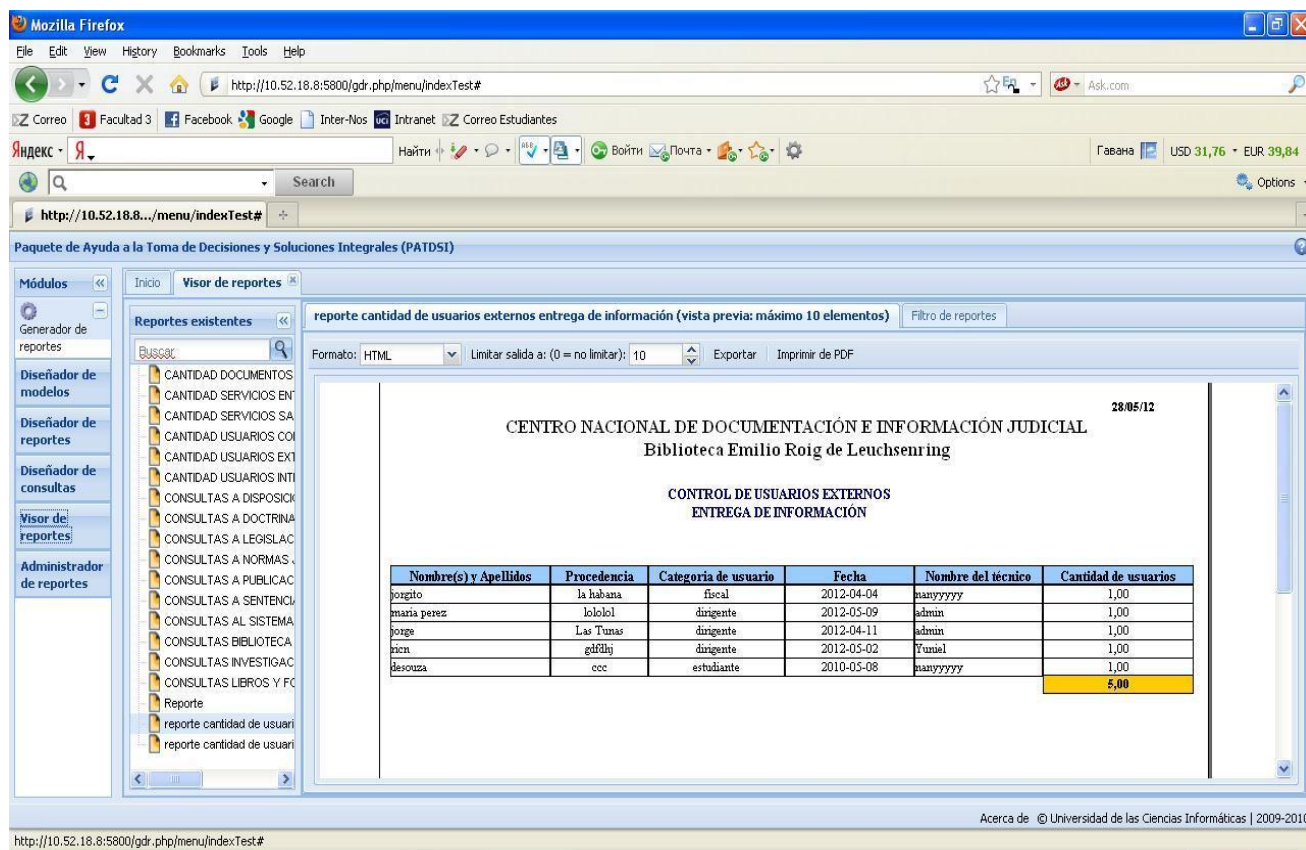 Mozilla Firefox
File Edit View History Bookmarks Tools Help
http://10.52.18.8:5800/gdr.php/menu/indexTest#
Ask.com
Correo Facultad 3 Facebook Google Inter-Nos Intranet Correo Estudiantes
Яндекс Я Найти Войти Почта Гавана USD 31,76 EUR 39,84
Search Options
http://10.52.18.8.../menu/indexTest#
Paquete de Ayuda a la Toma de Decisiones y Soluciones Integrales (PATDSI)
Módulos
Generador de
reportes
Diseñador de
modelos
Diseñador de
reportes
Diseñador de
consultas
Visor de
reportes
Administrador
de reportes
Inicio Visor de reportes
Reportes existentes
Buscar
CANTIDAD DOCUMENTOS
CANTIDAD SERVICIOS EN
CANTIDAD SERVICIOS SA
CANTIDAD USUARIOS CO
CANTIDAD USUARIOS EXT
CANTIDAD USUARIOS INT
CONSULTAS A DISPOSICI
CONSULTAS A DOCTRINA
CONSULTAS A LEGISLAC
CONSULTAS A NORMAS
CONSULTAS A PUBLICAC
CONSULTAS A SENTENCI
CONSULTAS AL SISTEMA
CONSULTAS BIBLIOTECA
CONSULTAS INVESTIGAC
CONSULTAS LIBROS Y FO
Reporte
reporte cantidad de usuari
reporte cantidad de usuari
reporte cantidad de usuarios externos entrega de información (vista previa: máximo 10 elementos) Filtro de reportes
Formato: HTML Limitar salida a: (0 = no limitar): 10 Exportar Imprimir de PDF
28/05/12
CENTRO NACIONAL DE DOCUMENTACIÓN E INFORMACIÓN JUDICIAL
Biblioteca Emilio Roig de Leuchsenring
CONTROL DE USUARIOS EXTERNOS
ENTREGA DE INFORMACIÓN
Nombre(s) y Apellidos Procedencia Categoria de usuario Fecha Nombre del técnico Cantidad de usuarios
jorgito la habana fiscal 2012-04-04 nanyyyyy 1,00
maria perez lololol dirigente 2012-05-09 admin 1,00
jorge Las Tunas dirigente 2012-04-11 admin 1,00
gdfdhj dirigente 2012-05-02 Yuniel 1,00
desouza ccc estudiante 2010-05-08 nanyyyyy 1,00
5,00
Acerca de © Universidad de las Ciencias Informáticas | 2009-2010
http://10.52.18.8:5800/gdr.php/menu/indexTest#